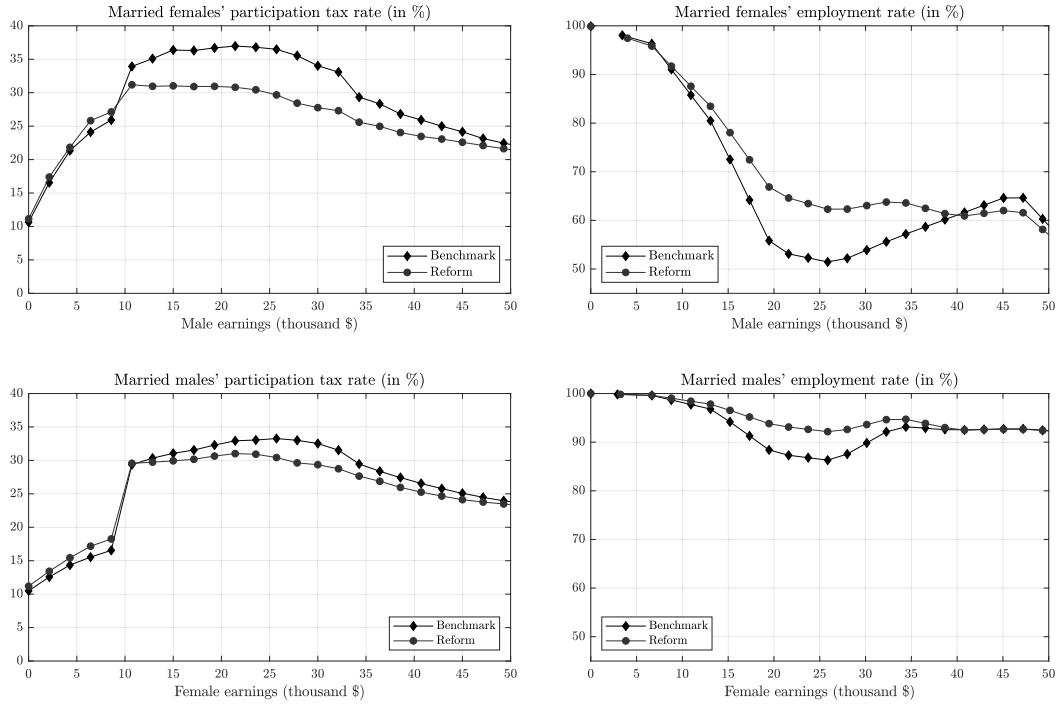 Married females' participation tax rate (in %)
40
35
30
25
20
15
10
5
0
0 5 10 15 20 25 30 35 40 45 50
Male earnings (thousand $)
Benchmark
Reform
Married females' employment rate (in %)
100
90
80
70
60
50
0 5 10 15 20 25 30 35 40 45 50
Male earnings (thousand $)
Benchmark
Reform
Married males' participation tax rate (in %)
40
35
30
25
20
15
10
5
0
0 5 10 15 20 25 30 35 40 45 50
Female earnings (thousand $)
Benchmark
Reform
Married males' employment rate (in %)
100
90
80
70
60
50
0 5 10 15 20 25 30 35 40 45 50
Female earnings (thousand $)
Benchmark
Reform